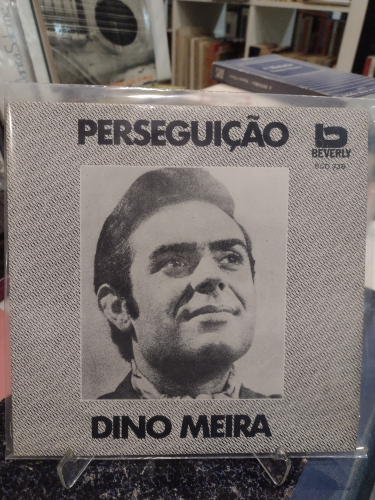 PERSEGUIÇÃO
b
BEVERLY
DINO MEIRA